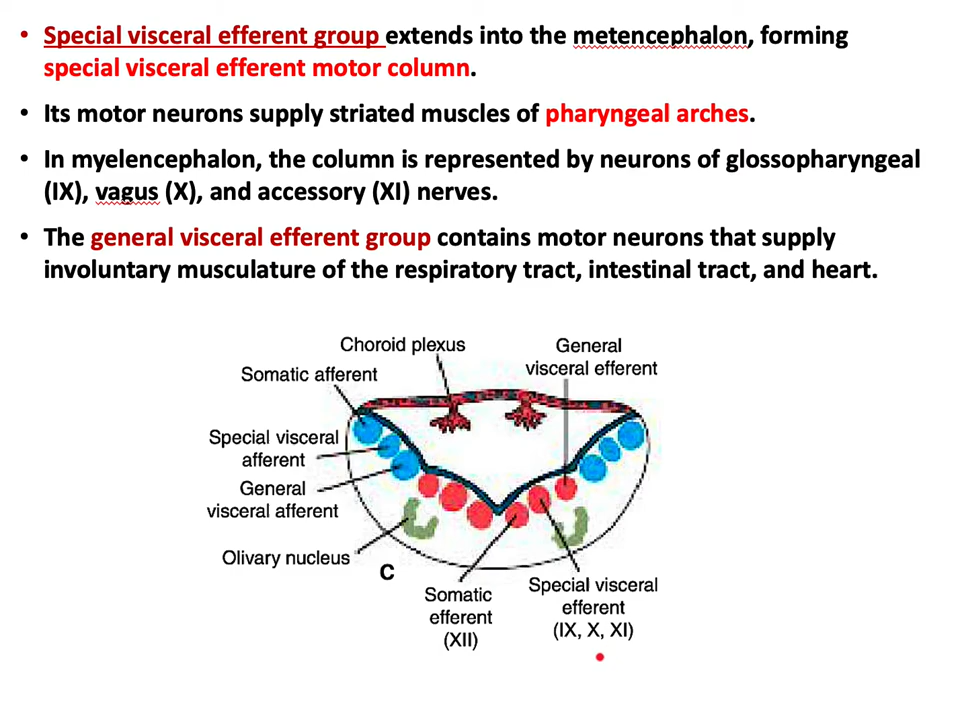 • Special visceral efferent group extends into the metencephalon, forming
special visceral efferent motor column.
• Its motor neurons supply striated muscles of pharyngeal arches.
• In myelencephalon, the column is represented by neurons of glossopharyngeal
(IX), vagus (X), and accessory (XI) nerves.
• The general visceral efferent group contains motor neurons that supply
involuntary musculature of the respiratory tract, intestinal tract, and heart.
Choroid plexus
General
visceral efferent
Somatic afferent
Special visceral
afferent
General
visceral afferent
Olivary nucleus
C
Somatic
efferent
(XII)
Special visceral
efferent
(IX, X, XI)